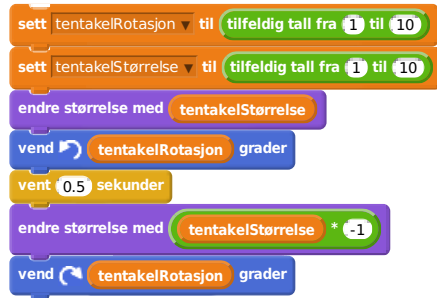 sett tentakelRotasjon ▼ til tilfeldig tall fra 1 til 10
sett tentakelStørrelse ▼ til tilfeldig tall fra 1 til 10
endre størrelse med tentakelStørrelse
vend tentakelRotasjon grader
vent 0.5 sekunder
endre størrelse med tentakelStørrelse * -1
vend tentakelRotasjon grader